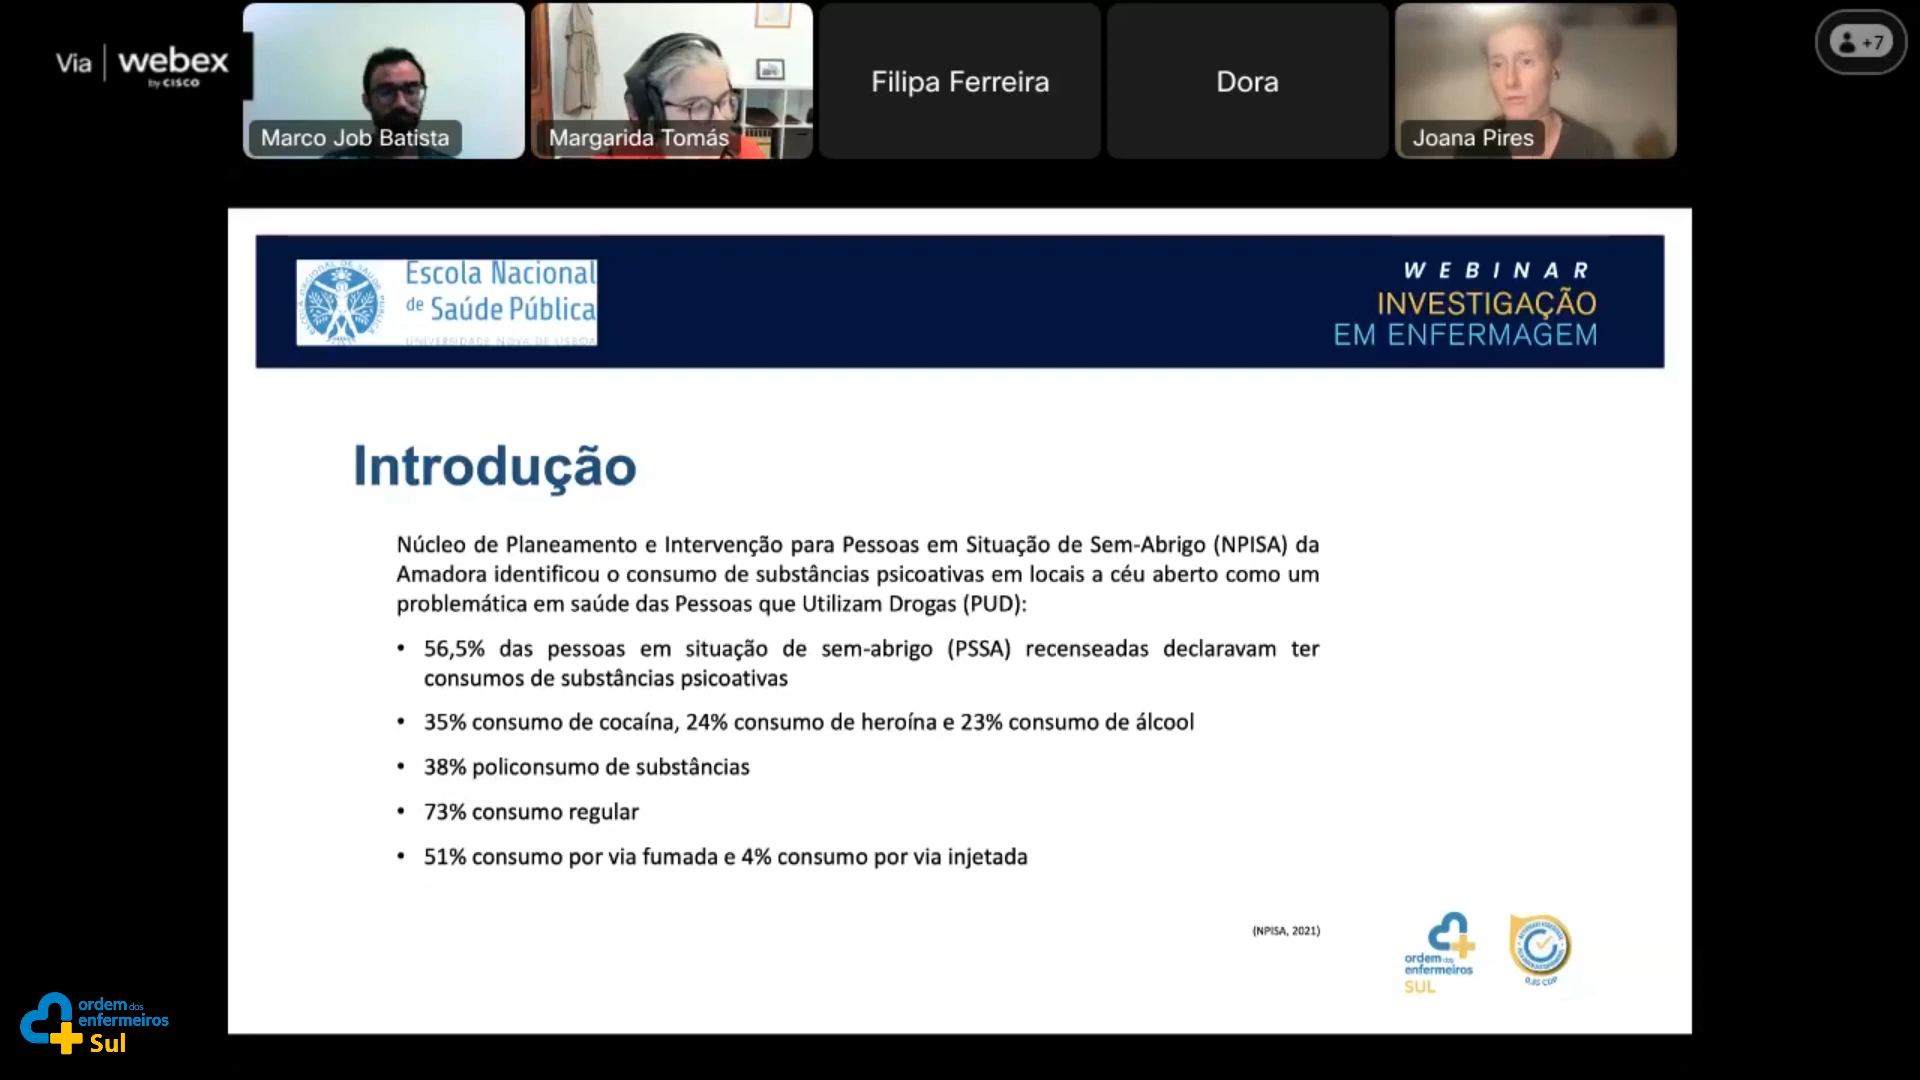 Via
webex
by CISCO
Marco Job Batista
Margarida Tomás
Filipa Ferreira
Dora
Joana Pires
+7
Escola Nacional
de Saúde Pública
UNIVERSIDADE NOVA DE LISBOA
WEBINAR
INVESTIGAÇÃO
EM ENFERMAGEM
Introdução
Núcleo de Planeamento e Intervenção para Pessoas em Situação de Sem-Abrigo (NPISA) da
Amadora identificou o consumo de substâncias psicoativas em locais a céu aberto como um
problemática em saúde das Pessoas que Utilizam Drogas (PUD):
• 56,5% das pessoas em situação de sem-abrigo (PSSA) recenseadas declaravam ter
consumos de substâncias psicoativas
• 35% consumo de cocaína, 24% consumo de heroína e 23% consumo de álcool
• 38% policonsumo de substâncias
• 73% consumo regular
• 51% consumo por via fumada e 4% consumo por via injetada
(NPISA, 2021)
ordem dos
enfermeiros
SUL
ordem dos
enfermeiros
Sul